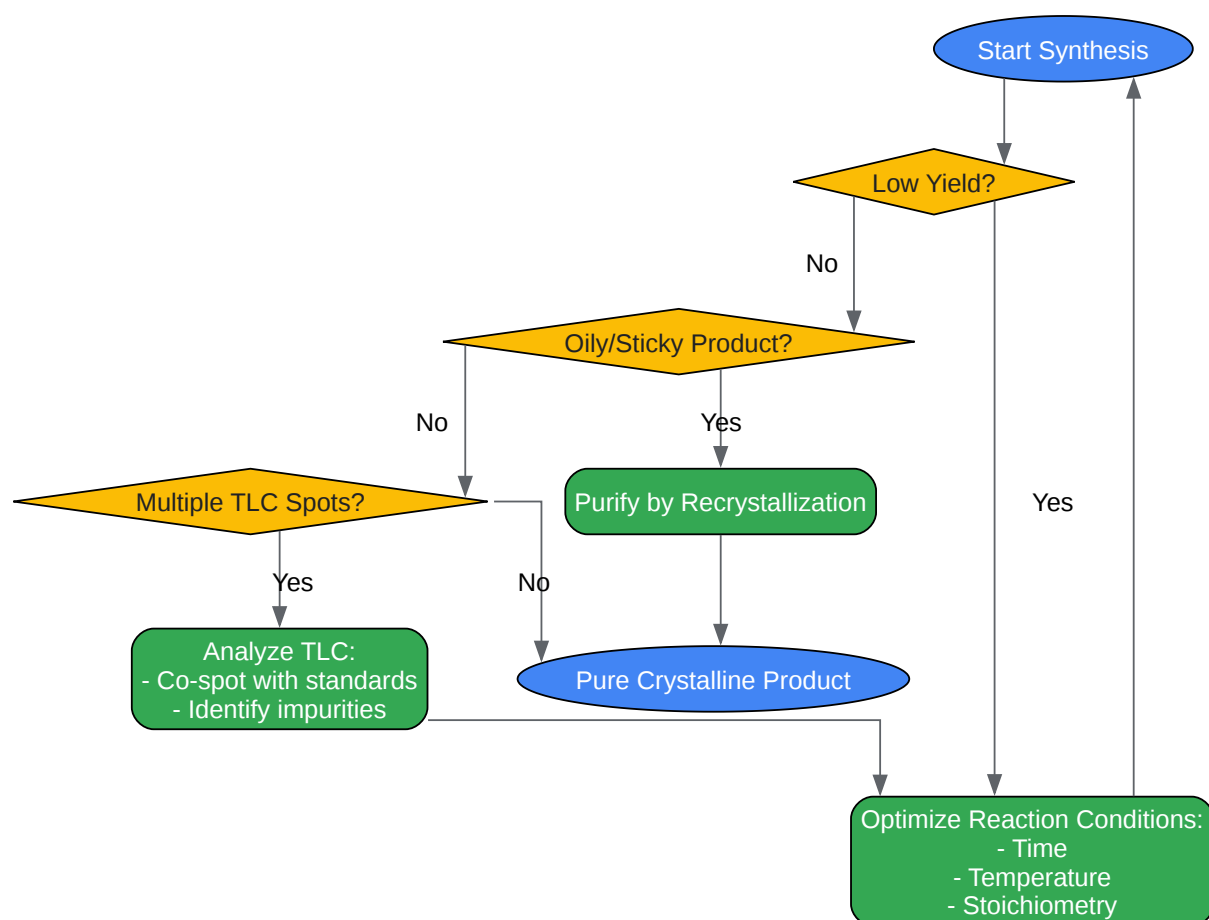 Start Synthesis
Low Yield?
No
Oily/Sticky Product?
No
Yes
Yes
Multiple TLC Spots?
Purify by Recrystallization
Yes
No
Analyze TLC:
- Co-spot with standards
- Identify impurities
Pure Crystalline Product
Optimize Reaction Conditions:
- Time
- Temperature
- Stoichiometry